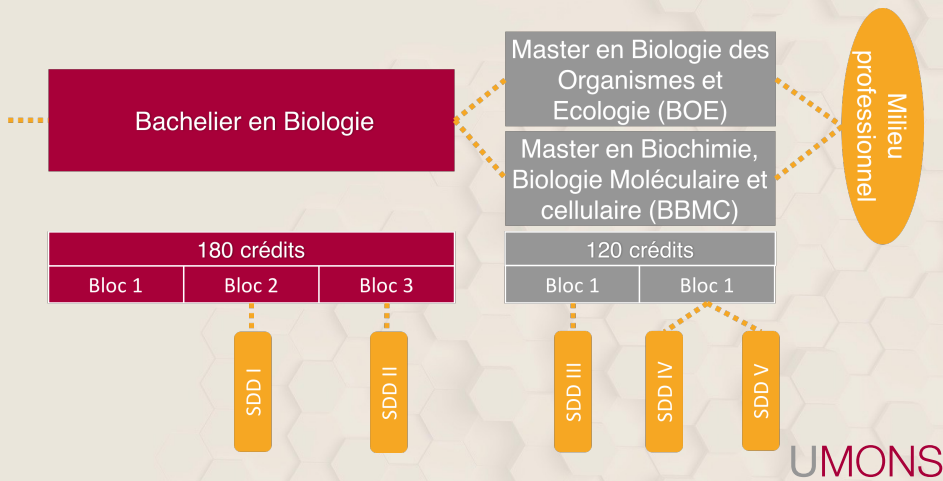 Bachelier en Biologie
Master en Biologie des
Organismes et
Ecologie (BOE)
Master en Biochimie,
Biologie Moléculaire et
cellulaire (BBMC)
Milieu
professionnel
180 crédits
Bloc 1
Bloc 2
Bloc 3
120 crédits
Bloc 1
Bloc 1
SDD I
SDD II
SDD III
SDD IV
SDD V
UMONS